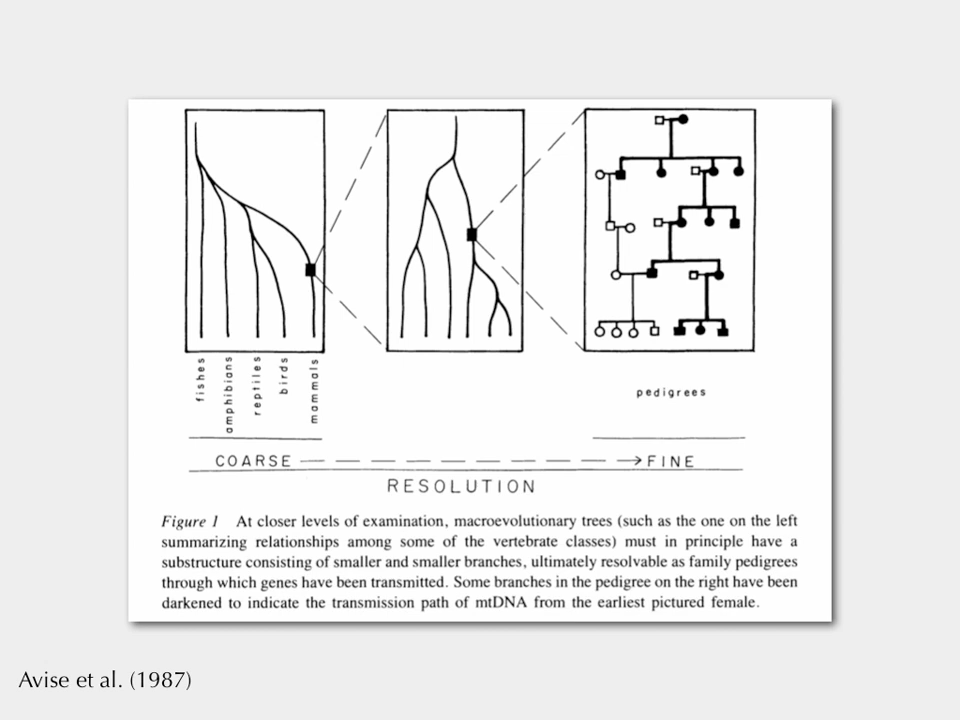 fishes
amphibians
reptiles
birds
mammals
pedigrees
COARSE → FINE
RESOLUTION
Figure 1 At closer levels of examination, macroevolutionary trees (such as the one on the left
summarizing relationships among some of the vertebrate classes) must in principle have a
substructure consisting of smaller and smaller branches, ultimately resolvable as family pedigrees
through which genes have been transmitted. Some branches in the pedigree on the right have been
darkened to indicate the transmission path of mtDNA from the earliest pictured female.
Avise et al. (1987)